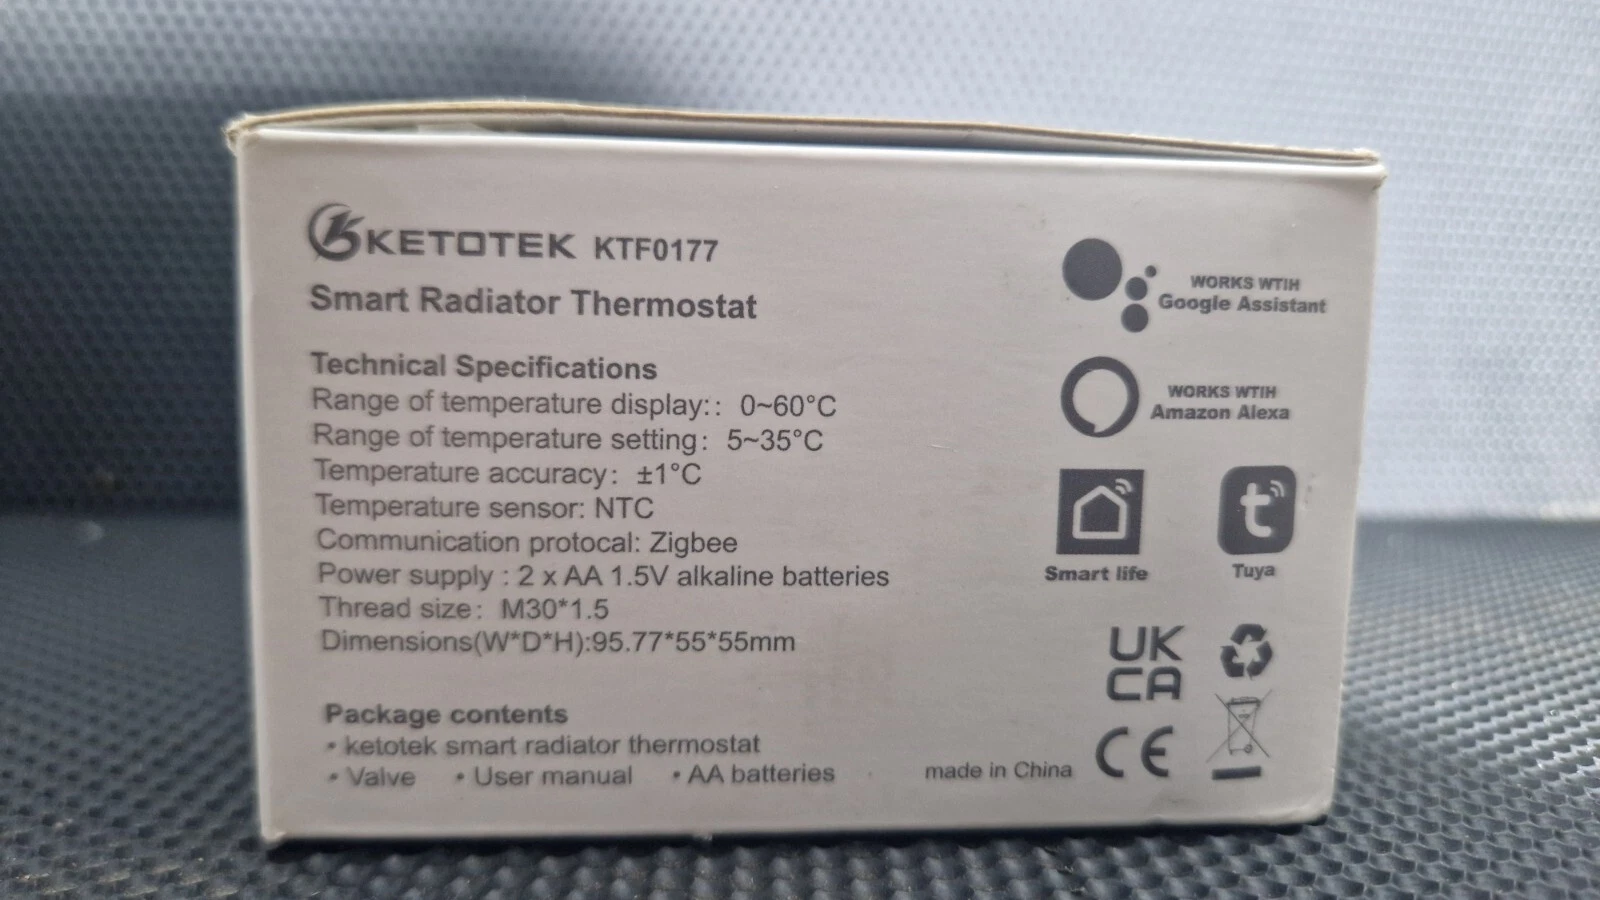 KETOTEK KTF0177
Smart Radiator Thermostat
Technical Specifications
Range of temperature display:: 0~60°C
Range of temperature setting: 5~35°C
Temperature accuracy: ±1°C
Temperature sensor: NTC
Communication protocal: Zigbee
Power supply : 2 x AA 1.5V alkaline batteries
Thread size: M30*1.5
Dimensions(W*D*H):95.77*55*55mm
Package contents
• ketotek smart radiator thermostat
• Valve • User manual • AA batteries
made in China
WORKS WTIH
Google Assistant
WORKS WTIH
Amazon Alexa
Smart life
t
Tuya
UK
CA
CE